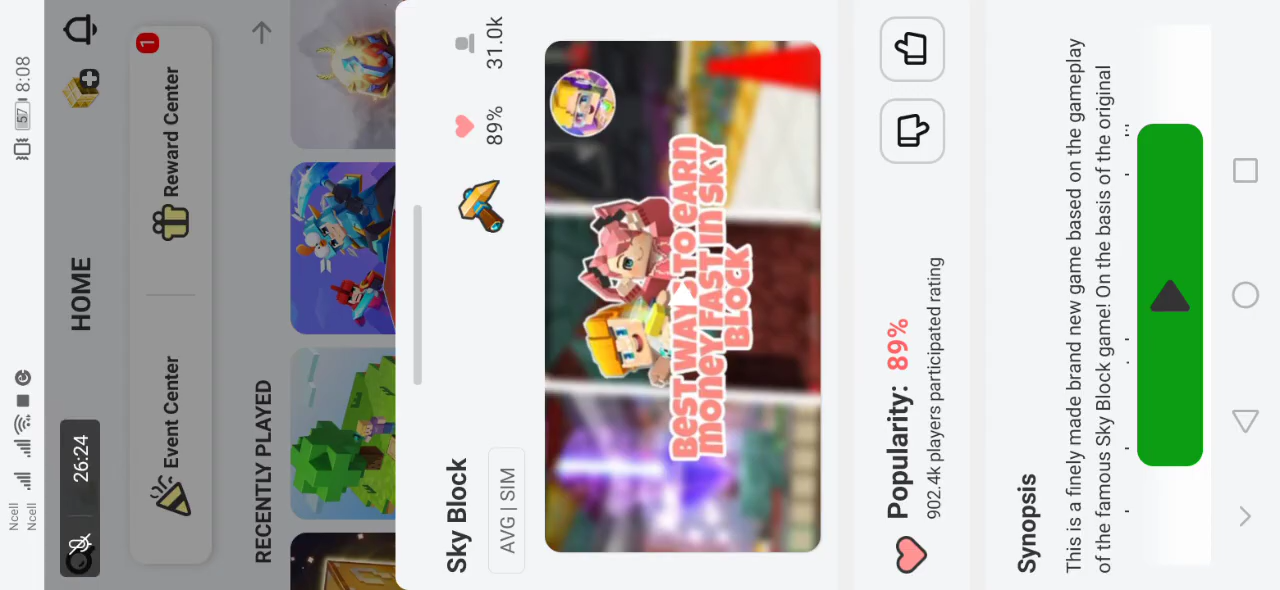 Ncell
Ncell
57
8:08
26:24
HOME
Event Center
Reward Center
1
RECENTLY PLAYED
Sky Block
89%
31.0k
AVG | SIM
BEST WAY TO EARN
MONEY FAST IN SKY
BLOCK
Popularity: 89%
902.4k players participated rating
Synopsis
This is a finely made brand new game based on the gameplay
of the famous Sky Block game! On the basis of the original